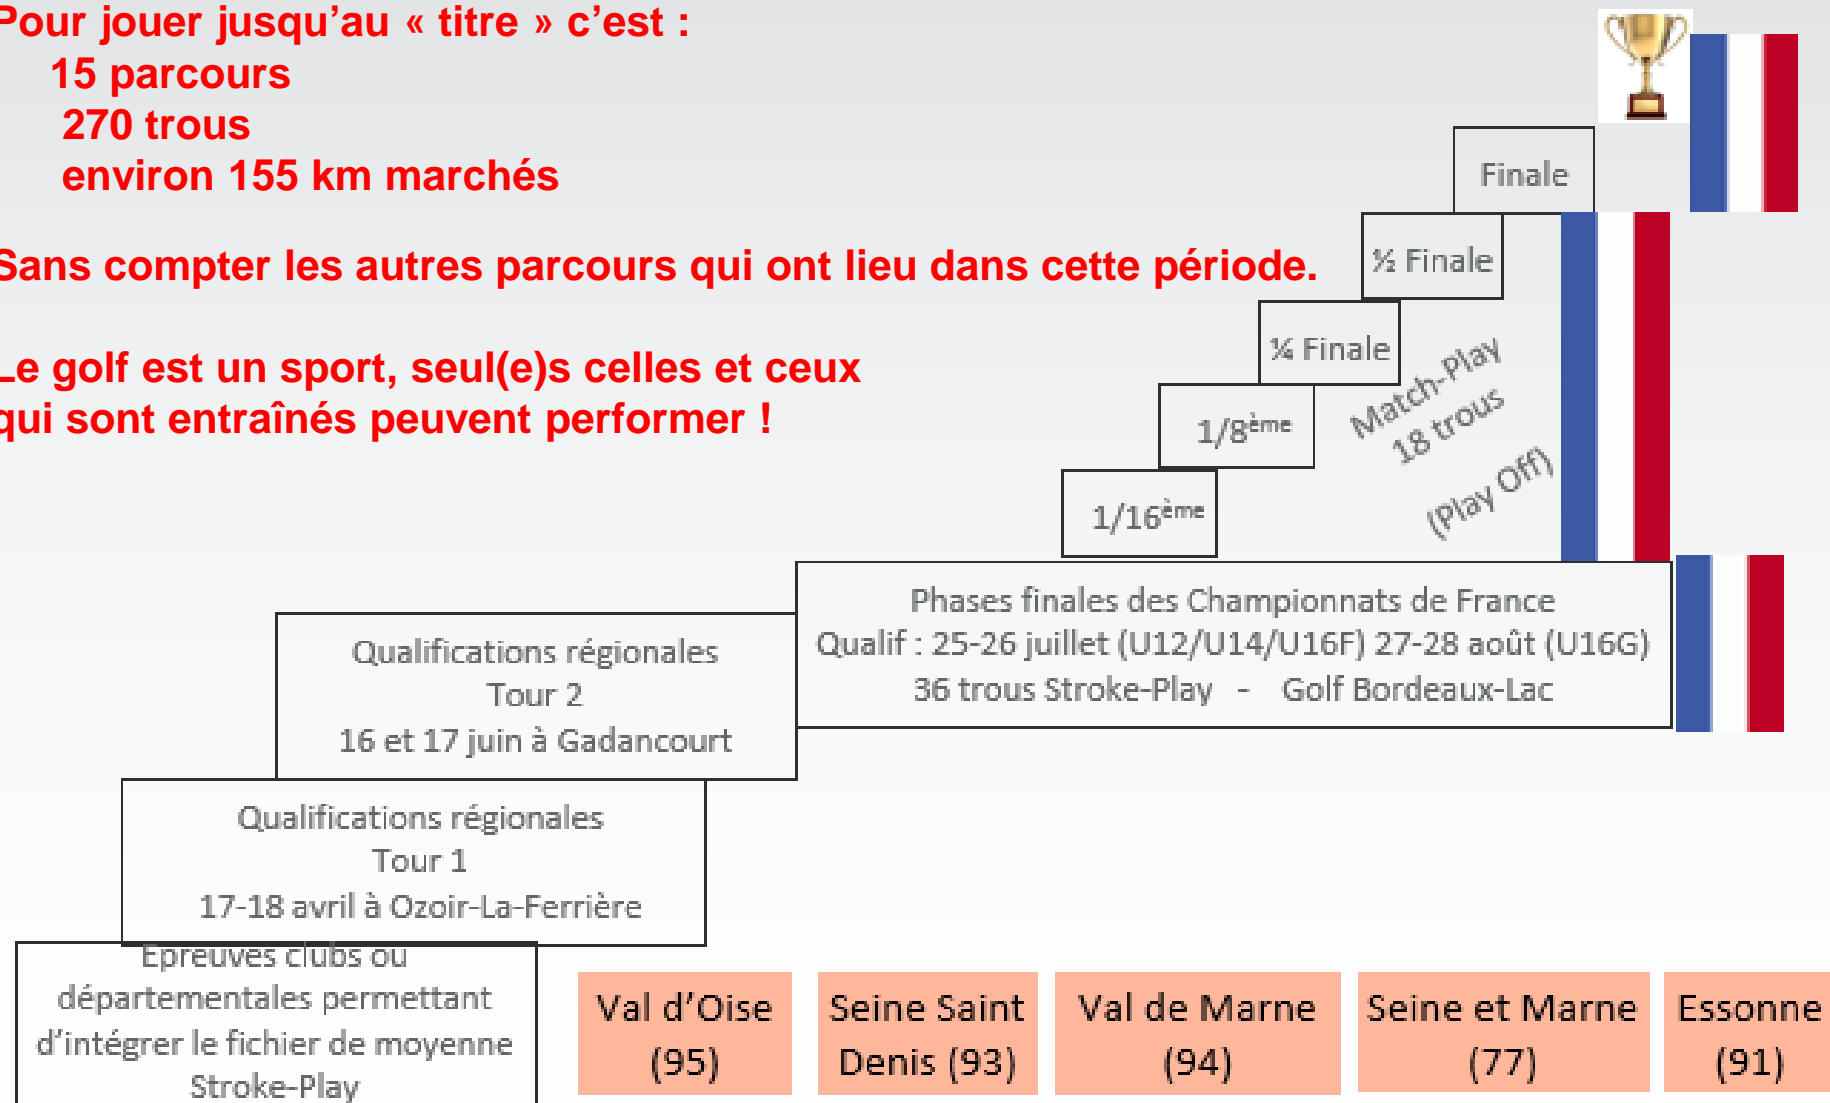 Pour jouer jusqu’au « titre » c’est :
15 parcours
270 trous
environ 155 km marchés
Sans compter les autres parcours qui ont lieu dans cette période.
Le golf est un sport, seul(e)s celles et ceux
qui sont entraînés peuvent performer !
Finale
½ Finale
¼ Finale
1/8ème
1/16ème
Match-Play
18 trous
(Play Off)
Phases finales des Championnats de France
Qualif : 25-26 juillet (U12/U14/U16F) 27-28 août (U16G)
36 trous Stroke-Play - Golf Bordeaux-Lac
Qualifications régionales
Tour 2
16 et 17 juin à Gadancourt
Qualifications régionales
Tour 1
17-18 avril à Ozoir-La-Ferrière
Epreuves clubs ou
départementales permettant
d’intégrer le fichier de moyenne
Stroke-Play
Val d’Oise
(95)
Seine Saint
Denis (93)
Val de Marne
(94)
Seine et Marne
(77)
Essonne
(91)